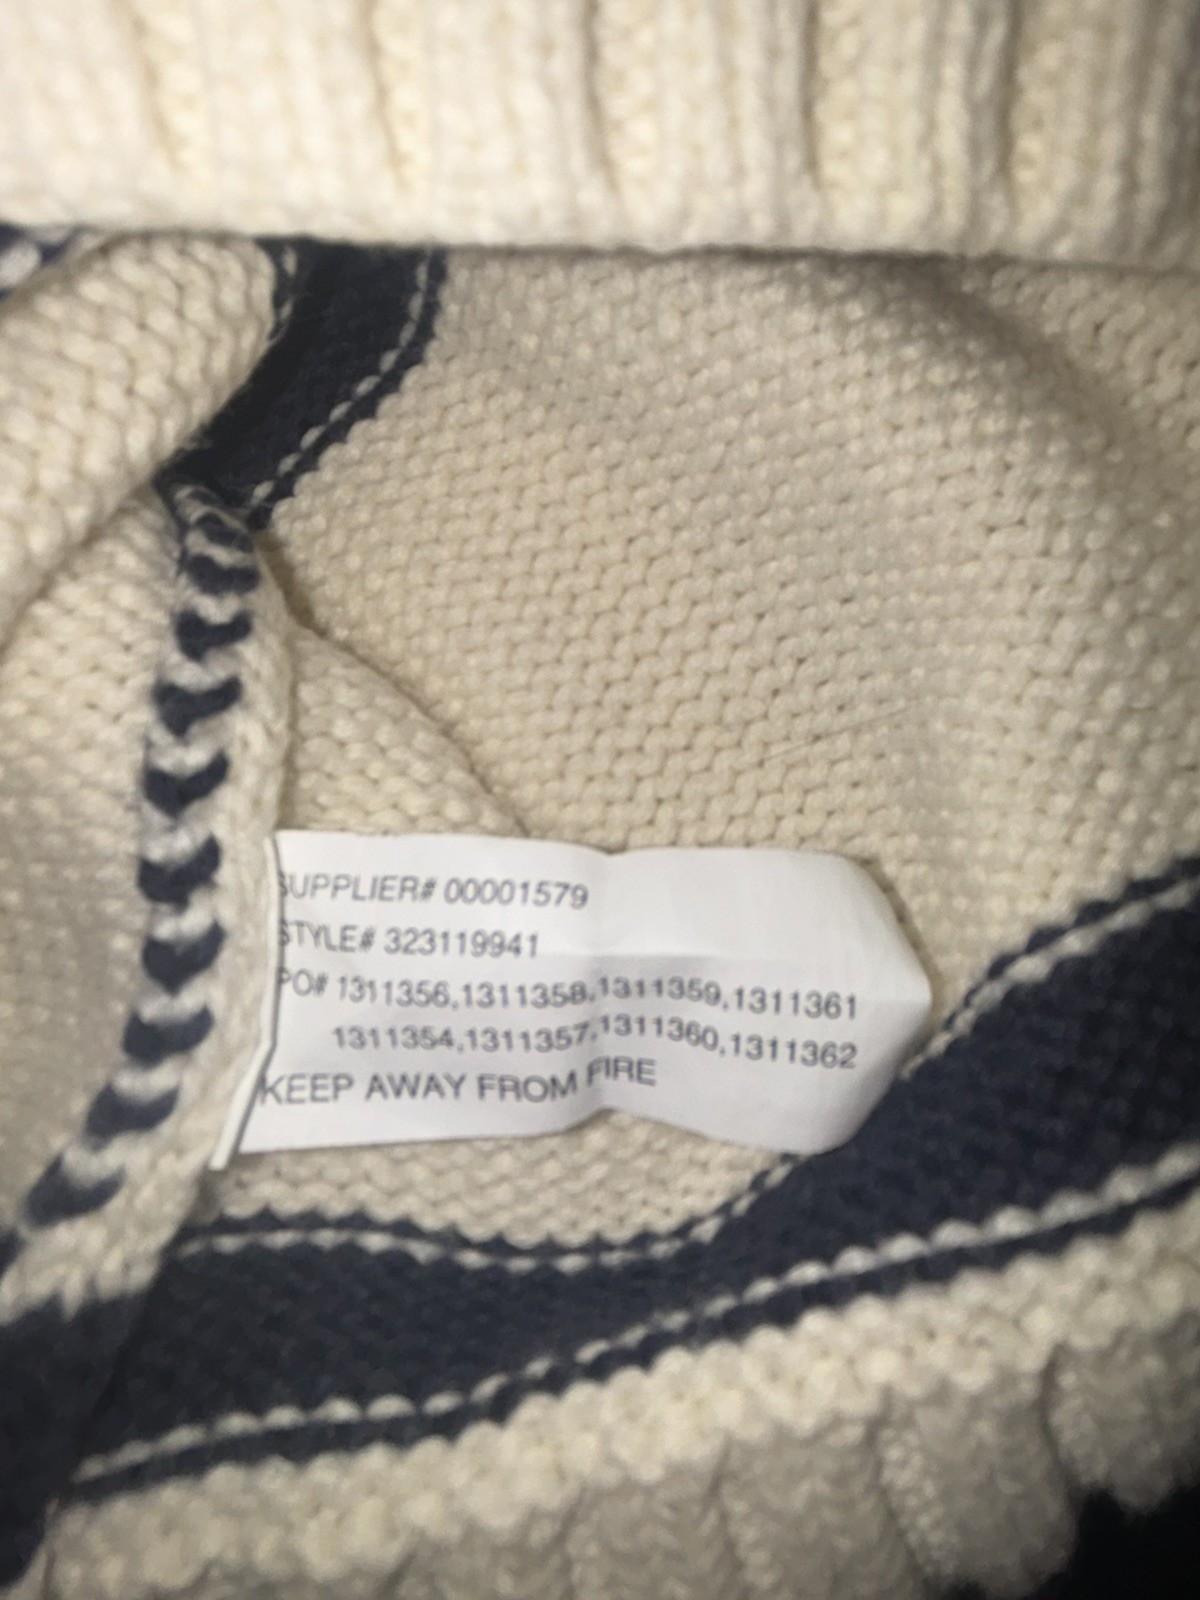 SUPPLIER# 00001579
STYLE# 323119941
PO# 1311356,1311358,1311359,1311361
1311354,1311357,1311360,1311362
KEEP AWAY FROM FIRE